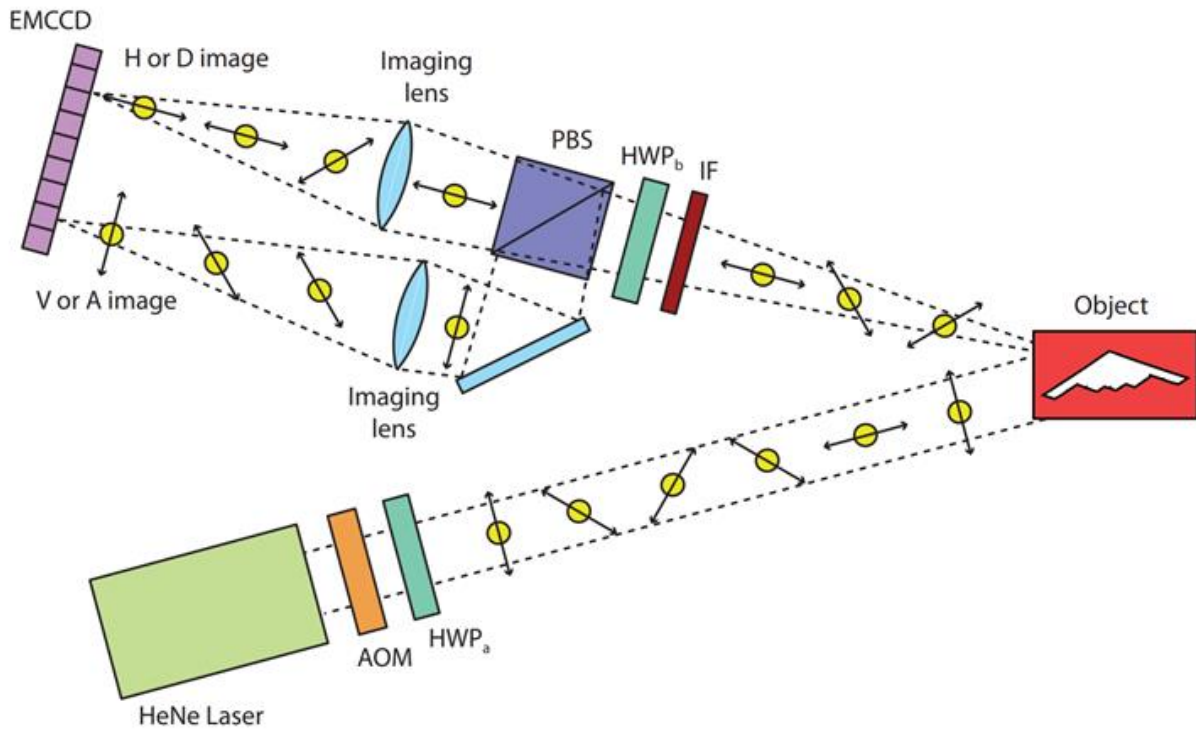 EMCCD
H or D image
Imaging
lens
PBS
HWPb
IF
V or A image
Object
Imaging
lens
HWPa
AOM
HeNe Laser